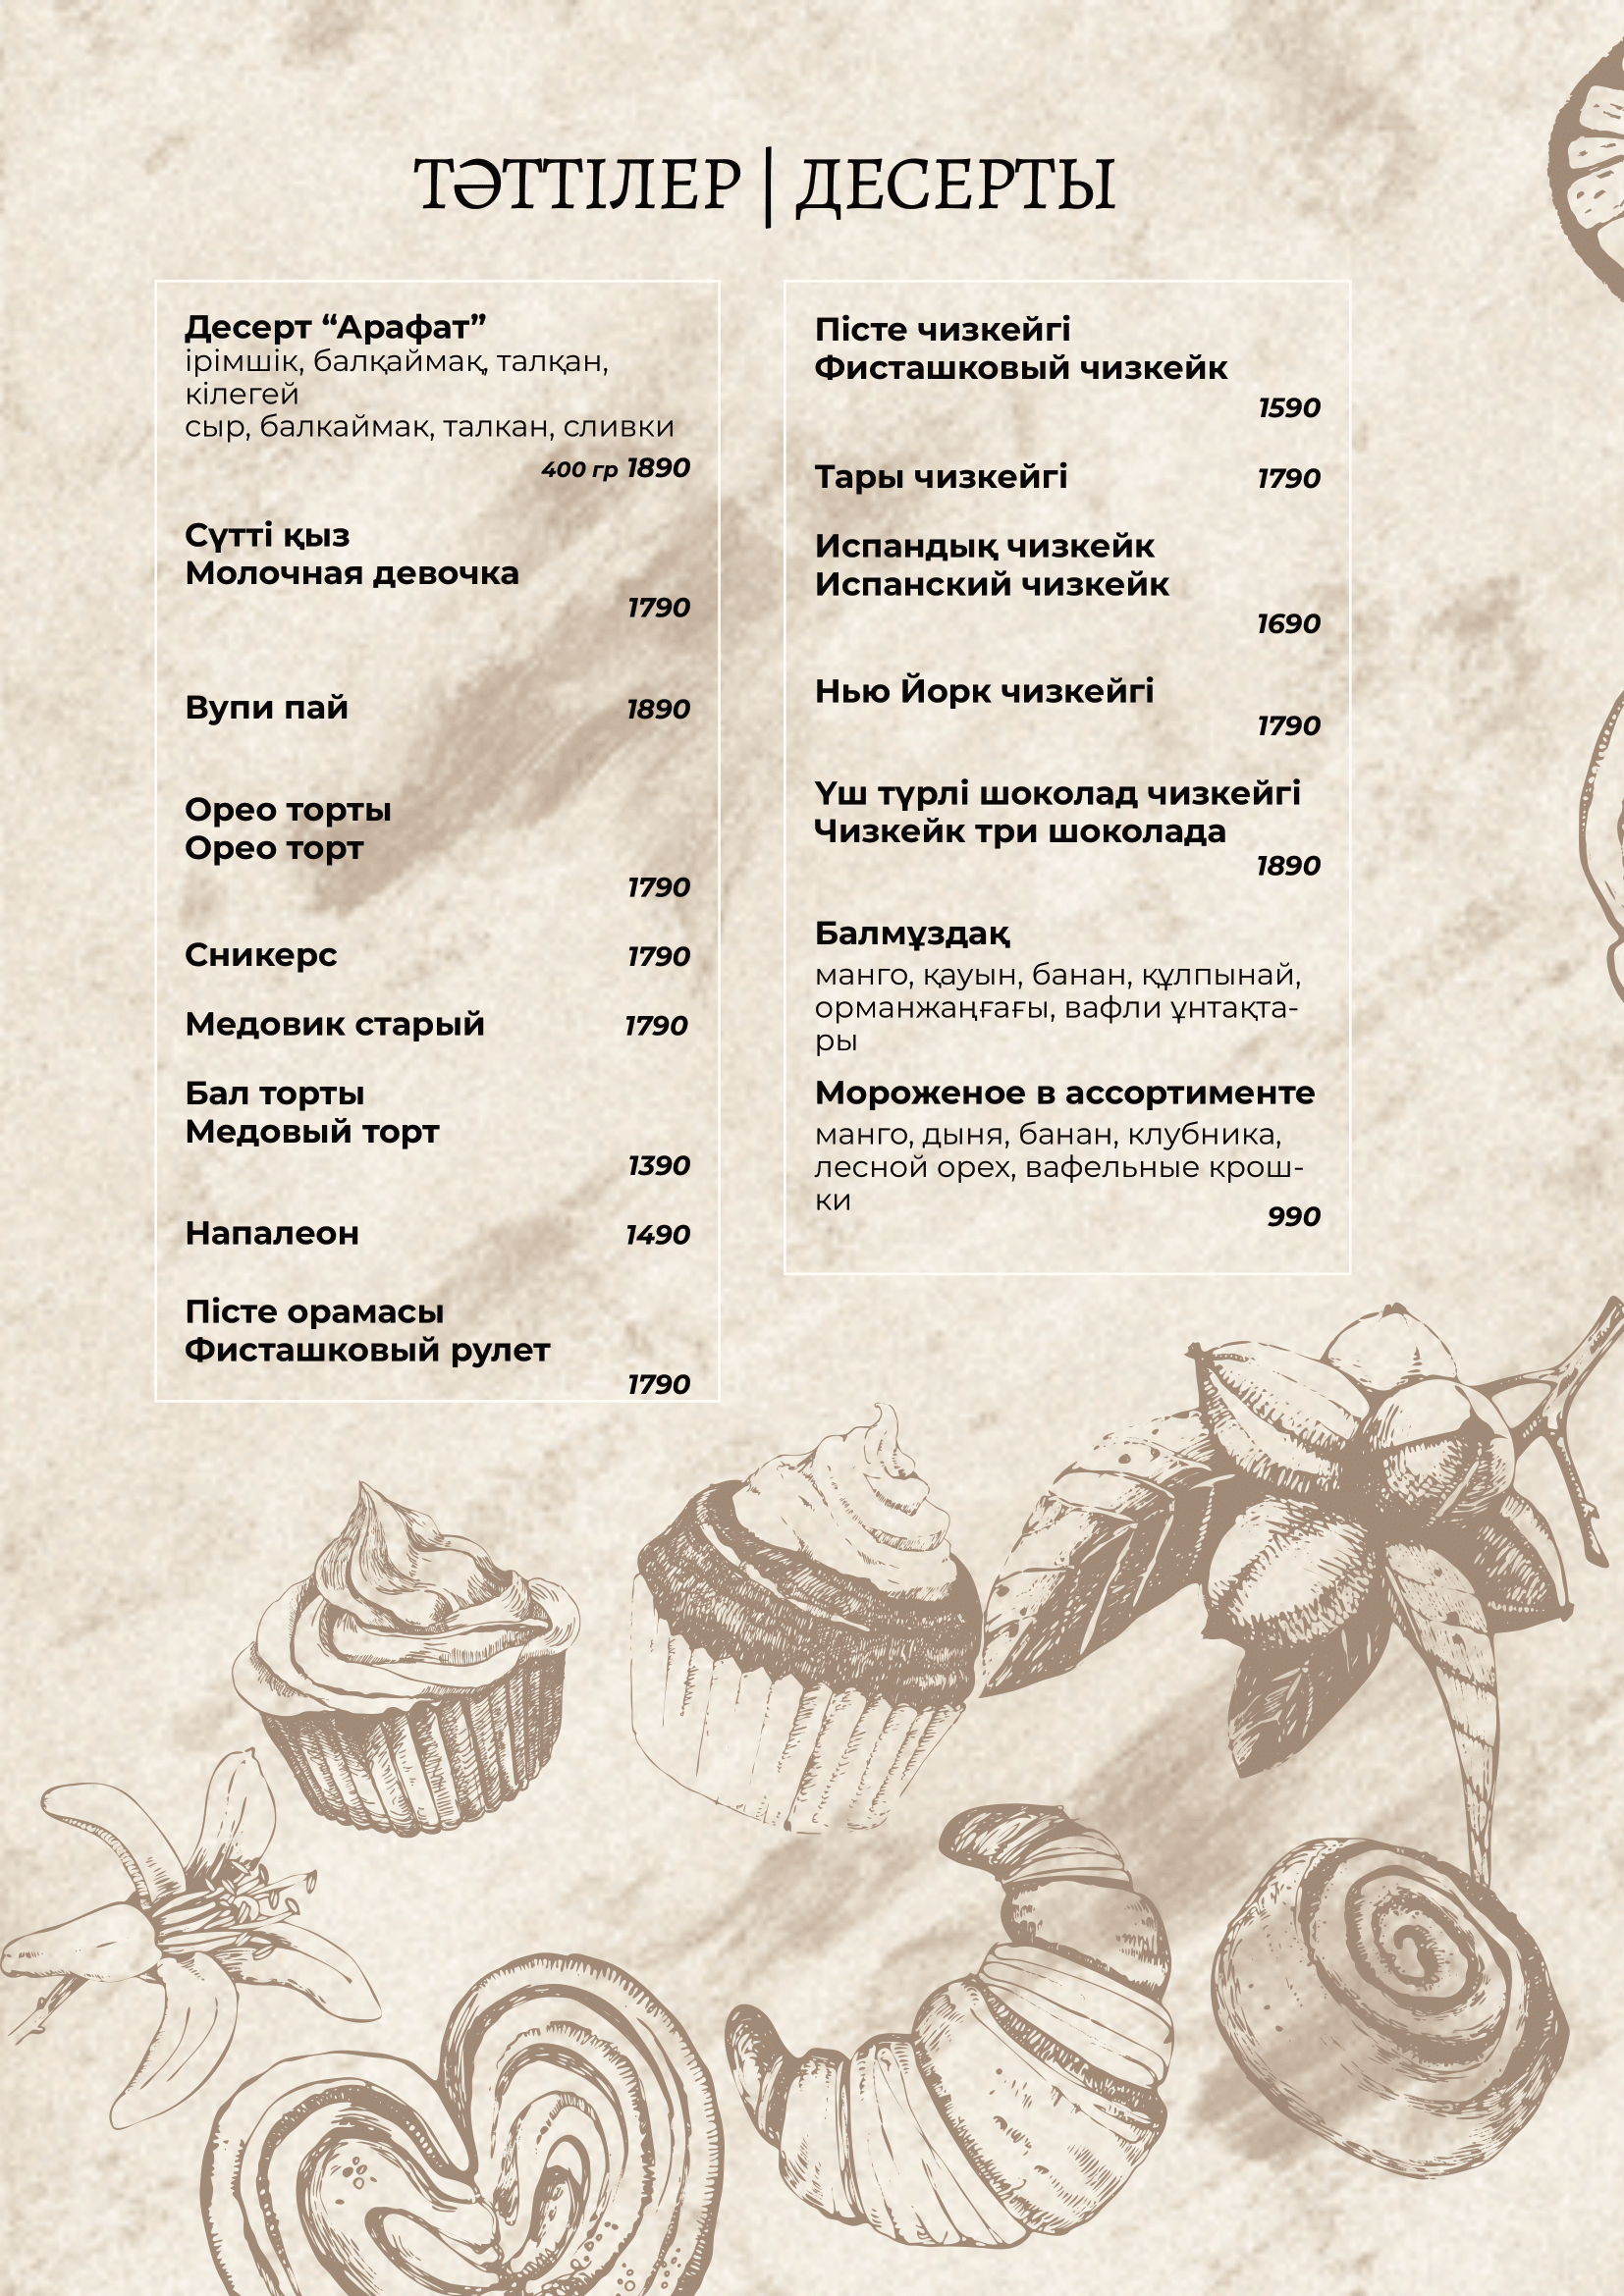 ТӘТТІЛЕР | ДЕСЕРТЫ
Десерт “Арафат”
ірімшік, балқаймақ, талқан,
кілегей
сыр, балкаймак, талкан, сливки
400 гр 1890
Сүтті қыз
Молочная девочка
1790
Вупи пай 1890
Орео торты
Орео торт
1790
Сникерс 1790
Медовик старый 1790
Бал торты
Медовый торт
1390
Напалеон 1490
Пісте орамасы
Фисташковый рулет
1790
Пісте чизкейгі
Фисташковый чизкейк
1590
Тары чизкейгі 1790
Испандық чизкейк
Испанский чизкейк
1690
Нью Йорк чизкейгі
1790
Үш түрлі шоколад чизкейгі
Чизкейк три шоколада
1890
Балмұздақ
манго, қауын, банан, құлпынай,
орманжаңғағы, вафли ұнтақта-
ры
Мороженое в ассортименте
манго, дыня, банан, клубника,
лесной орех, вафельные крош-
ки
990